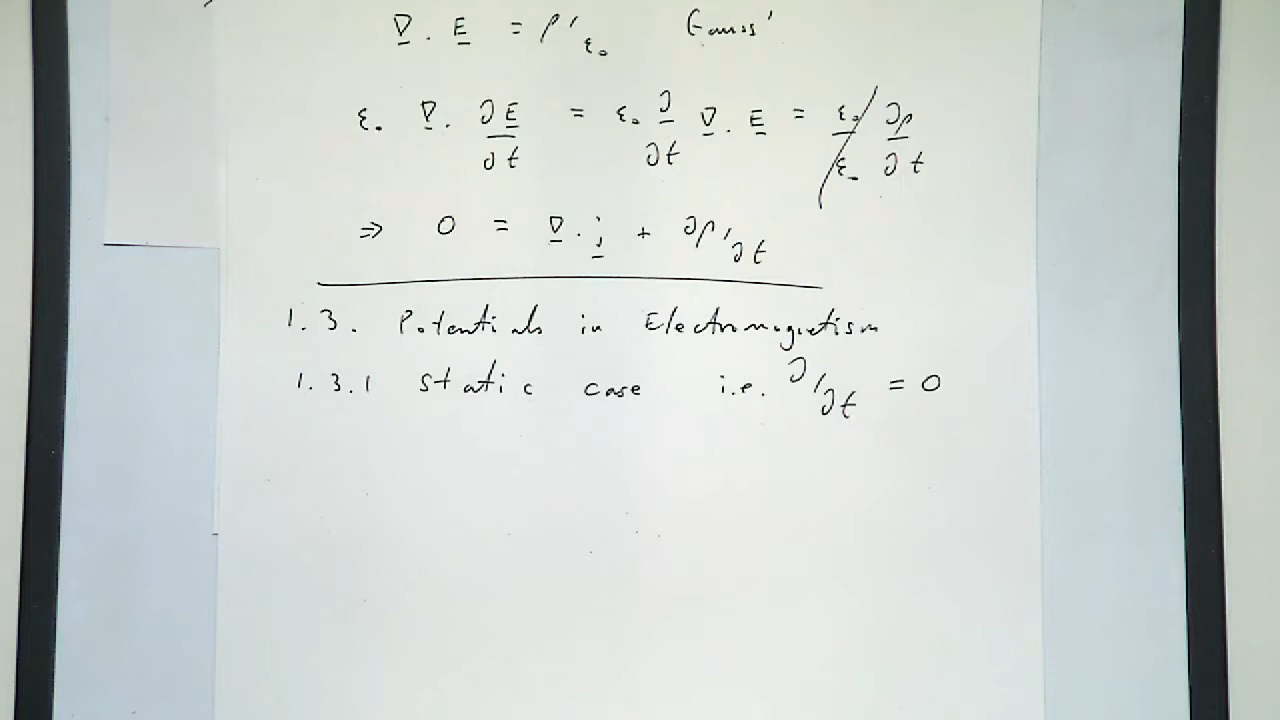 ∇ . E = ρ/ε₀ Gauss'
ε₀ ∇ . ∂E/∂t = ε₀ ∂/∂t ∇ . E = ε₀/ε₀ ∂ρ/∂t
⇒ 0 = ∇ . j + ∂ρ/∂t
1.3. Potentials in Electromagnetism
1.3.1 Static case i.e. ∂/∂t = 0